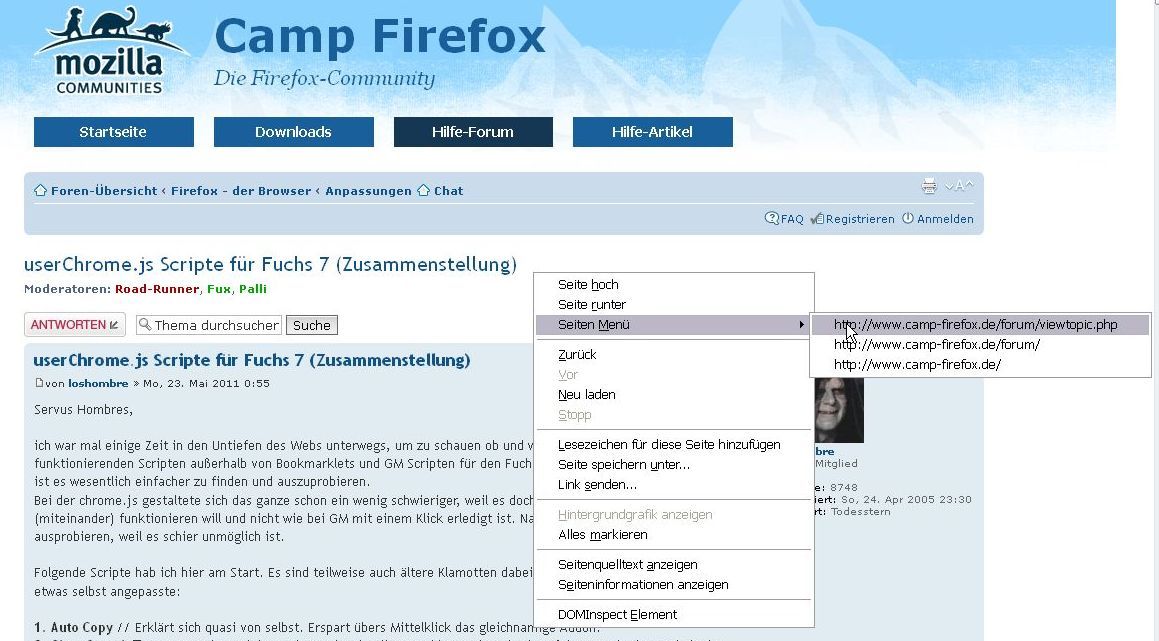 mozilla
COMMUNITIES
Camp Firefox
Die Firefox-Community
Startseite
Downloads
Hilfe-Forum
Hilfe-Artikel
Foren-Übersicht ‹ Firefox - der Browser ‹ Anpassungen Chat
FAQ Registrieren Anmelden
userChrome.js Scripte für Fuchs 7 (Zusammenstellung)
Moderatoren: Road-Runner, Fux, Palli
ANTWORTEN
Thema durchsuchen
Suche
userChrome.js Scripte für Fuchs 7 (Zusammenstellung)
von loshombre » Mo, 23. Mai 2011 0:55
Servus Hombres,
ich war mal einige Zeit in den Untiefen des Webs unterwegs, um zu schauen ob und
funktionierenden Scripten außerhalb von Bookmarklets und GM Scripten für den Fuch
ist es wesentlich einfacher zu finden und auszuprobieren.
Bei der chrome.js gestaltete sich das ganze schon ein wenig schwieriger, weil es doch
(miteinander) funktionieren will und nicht wie bei GM mit einem Klick erledigt ist. Na
ausprobieren, weil es schier unmöglich ist.
Folgende Scripte hab ich hier am Start. Es sind teilweise auch ältere Klamotten dabei
etwas selbst angepasste:
1. Auto Copy // Erklärt sich quasi von selbst. Erspart übers Mittelklick das gleichnamige Addon.
Seite hoch
Seite runter
Seiten Menü
Zurück
Vor
Neu laden
Stopp
Lesezeichen für diese Seite hinzufügen
Seite speichern unter...
Link senden...
Hintergrundgrafik anzeigen
Alles markieren
Seitenquelltext anzeigen
Seiteninformationen anzeigen
DOMInspect Element
http://www.camp-firefox.de/forum/viewtopic.php
http://www.camp-firefox.de/forum/
http://www.camp-firefox.de/
bre
Mitglied
e: 8748
iert: So, 24. Apr 2005 23:30
rt: Todesstern